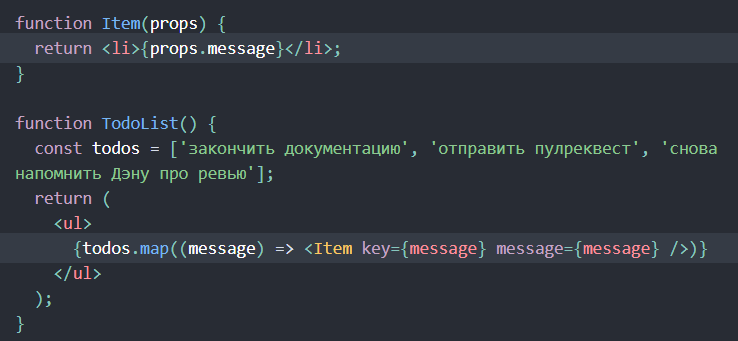 function Item(props) {
  return <li>{props.message}</li>;
}

function TodoList() {
  const todos = ['закончить документацию', 'отправить пулреквест', 'снова
напомнить Дэну про ревью'];
  return (
    <ul>
      {todos.map((message) => <Item key={message} message={message} />)}
    </ul>
  );
}